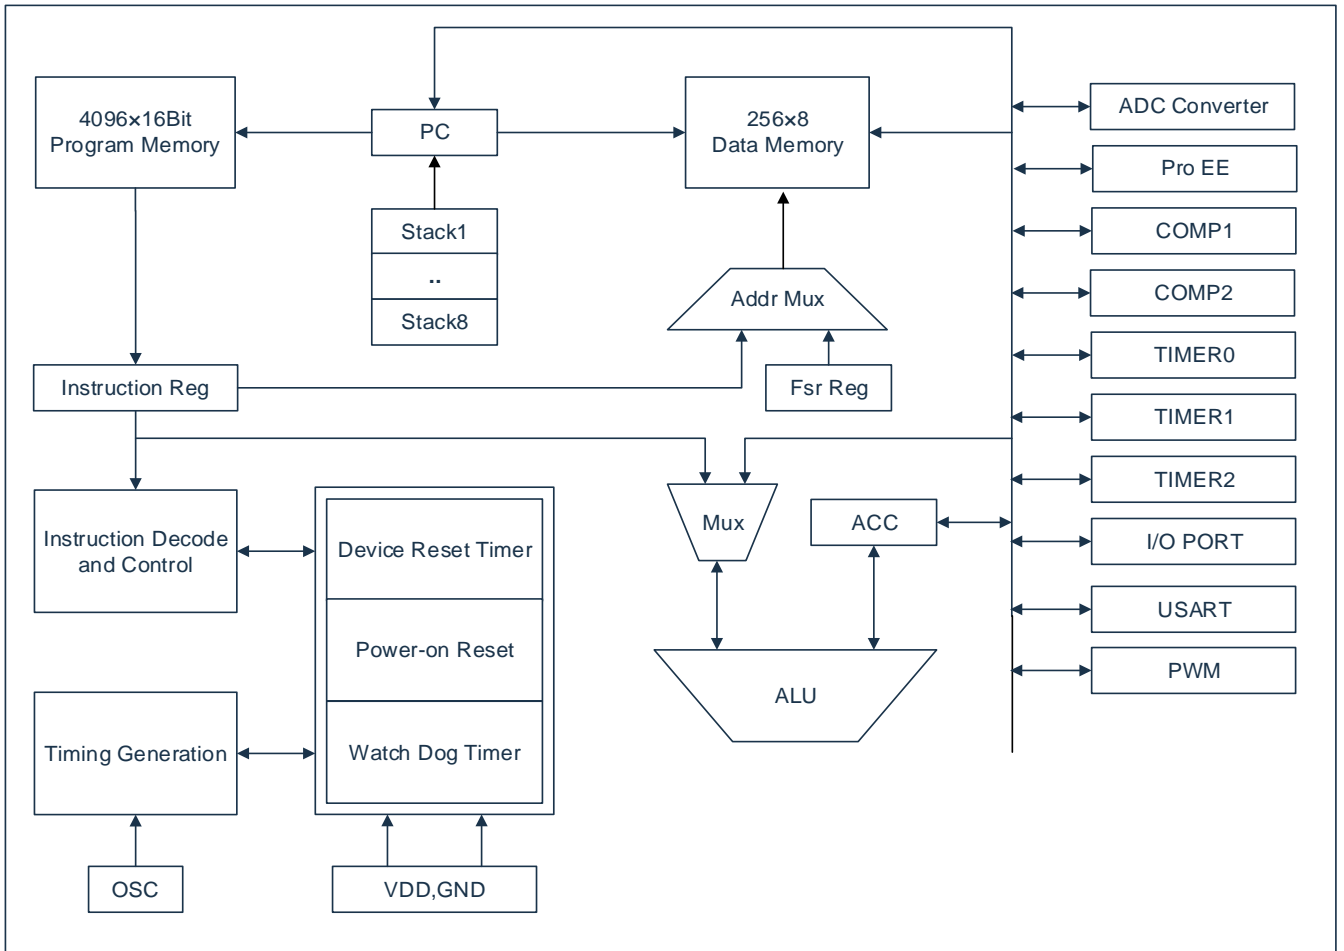 4096×16Bit
Program Memory
PC
256×8
Data Memory
Stack1
..
Stack8
Addr Mux
Instruction Reg
Fsr Reg
Instruction Decode
and Control
Device Reset Timer
Power-on Reset
Watch Dog Timer
Mux
ACC
ALU
Timing Generation
OSC
VDD,GND
ADC Converter
Pro EE
COMP1
COMP2
TIMER0
TIMER1
TIMER2
I/O PORT
USART
PWM